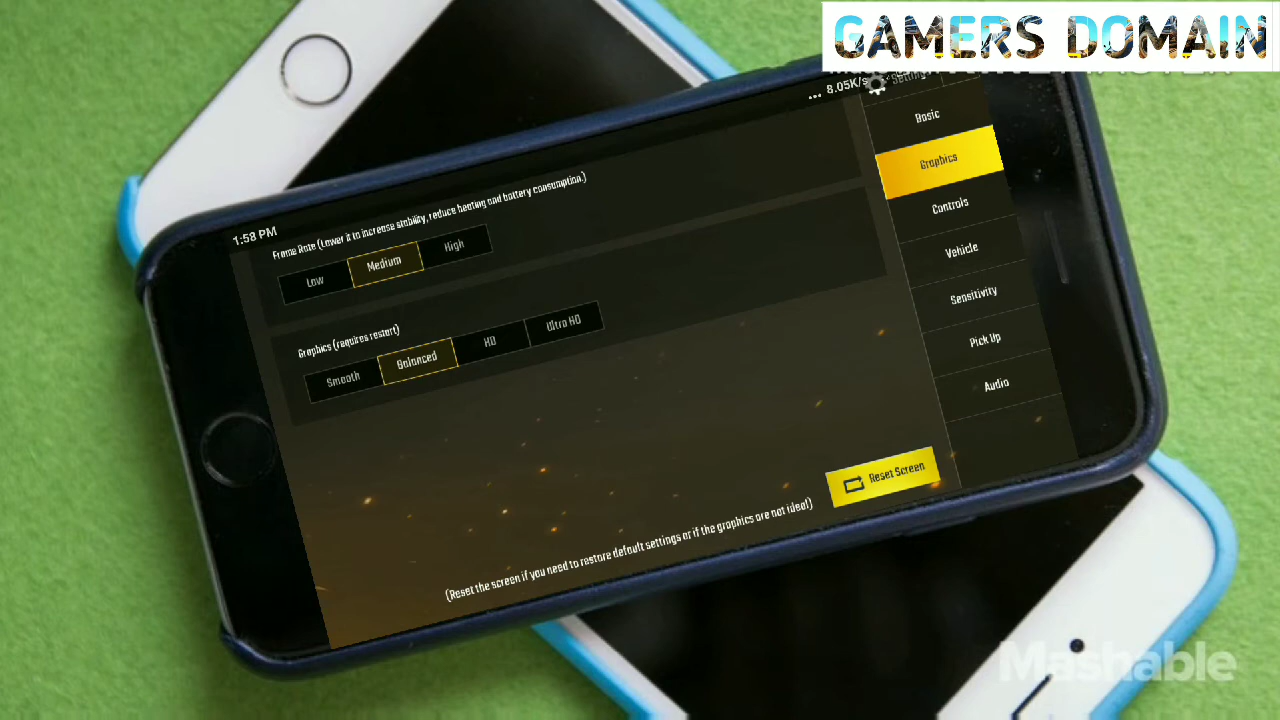 GAMERS DOMAIN
... 8.05K/s
Basic
Graphics
Controls
Vehicle
Sensitivity
Pick Up
Audio
1:58 PM
Frame Rate (Lower it to increase stability, reduce heating and battery consumption.)
Low Medium High
Graphics (requires restart)
Smooth Balanced HD Ultra HD
Reset Screen
(Reset the screen if you need to restore default settings or if the graphics are not ideal)
Mashable